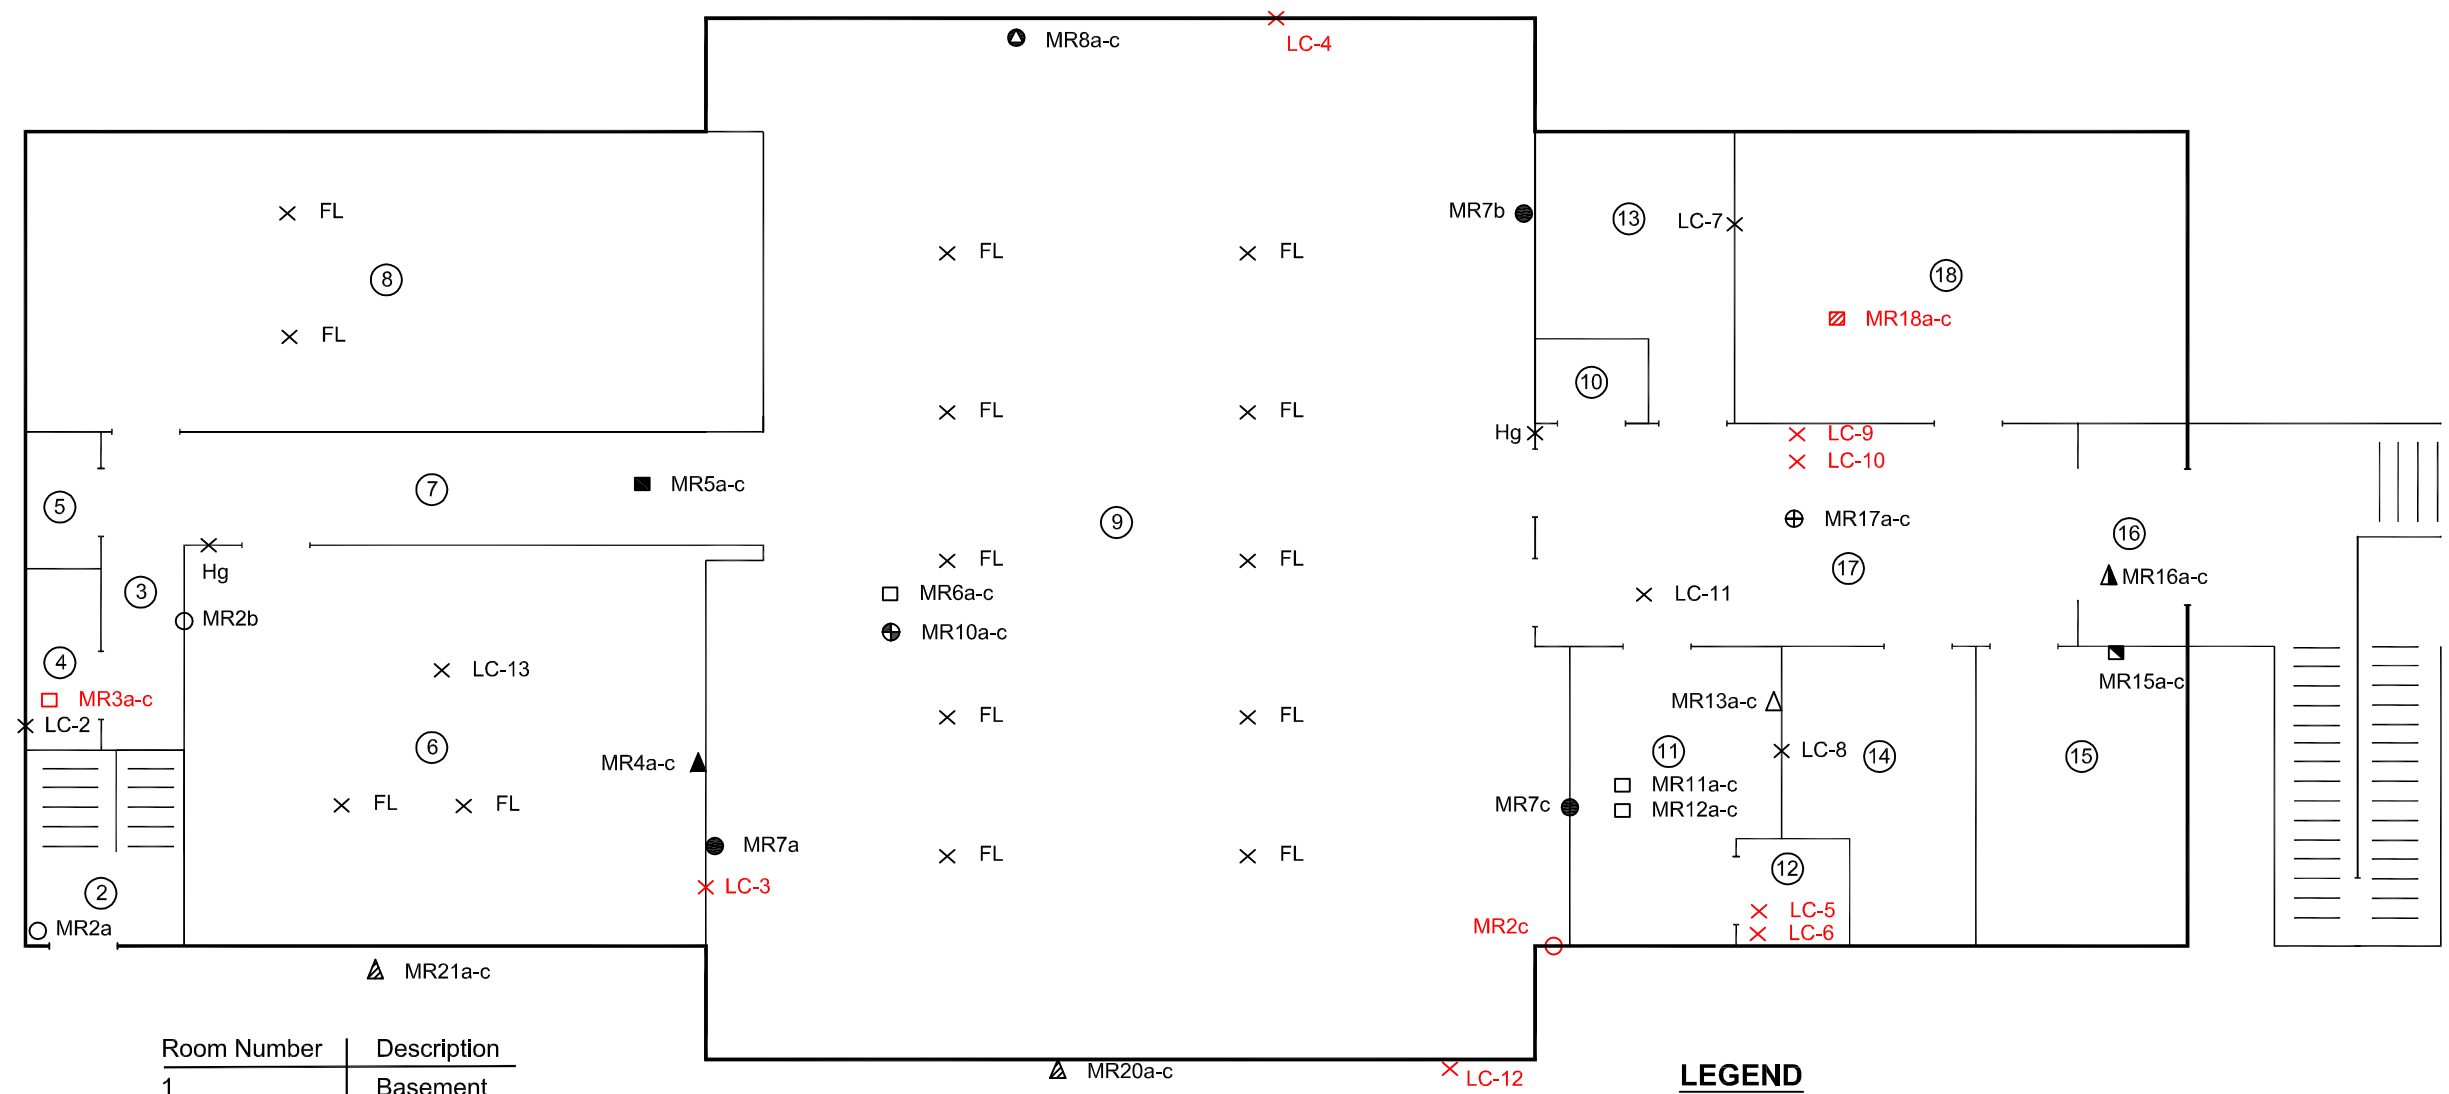 MR8a-c
LC-4
FL
MR7b
13
LC-7
FL
FL
8
18
FL
MR18a-c
10
FL
FL
Hg
LC-9
LC-10
7
MR5a-c
5
9
MR17a-c
16
FL
FL
Hg
17
MR16a-c
3
MR6a-c
LC-11
MR2b
MR10a-c
4
LC-13
MR15a-c
MR3a-c
MR13a-c
LC-2
FL
FL
6
11
LC-8
14
15
MR4a-c
MR11a-c
FL
FL
MR7c
MR12a-c
MR7a
FL
FL
12
2
LC-3
LC-5
MR2a
MR2c
LC-6
MR21a-c
Room Number Description
1 Basement
MR20a-c
LC-12
LEGEND